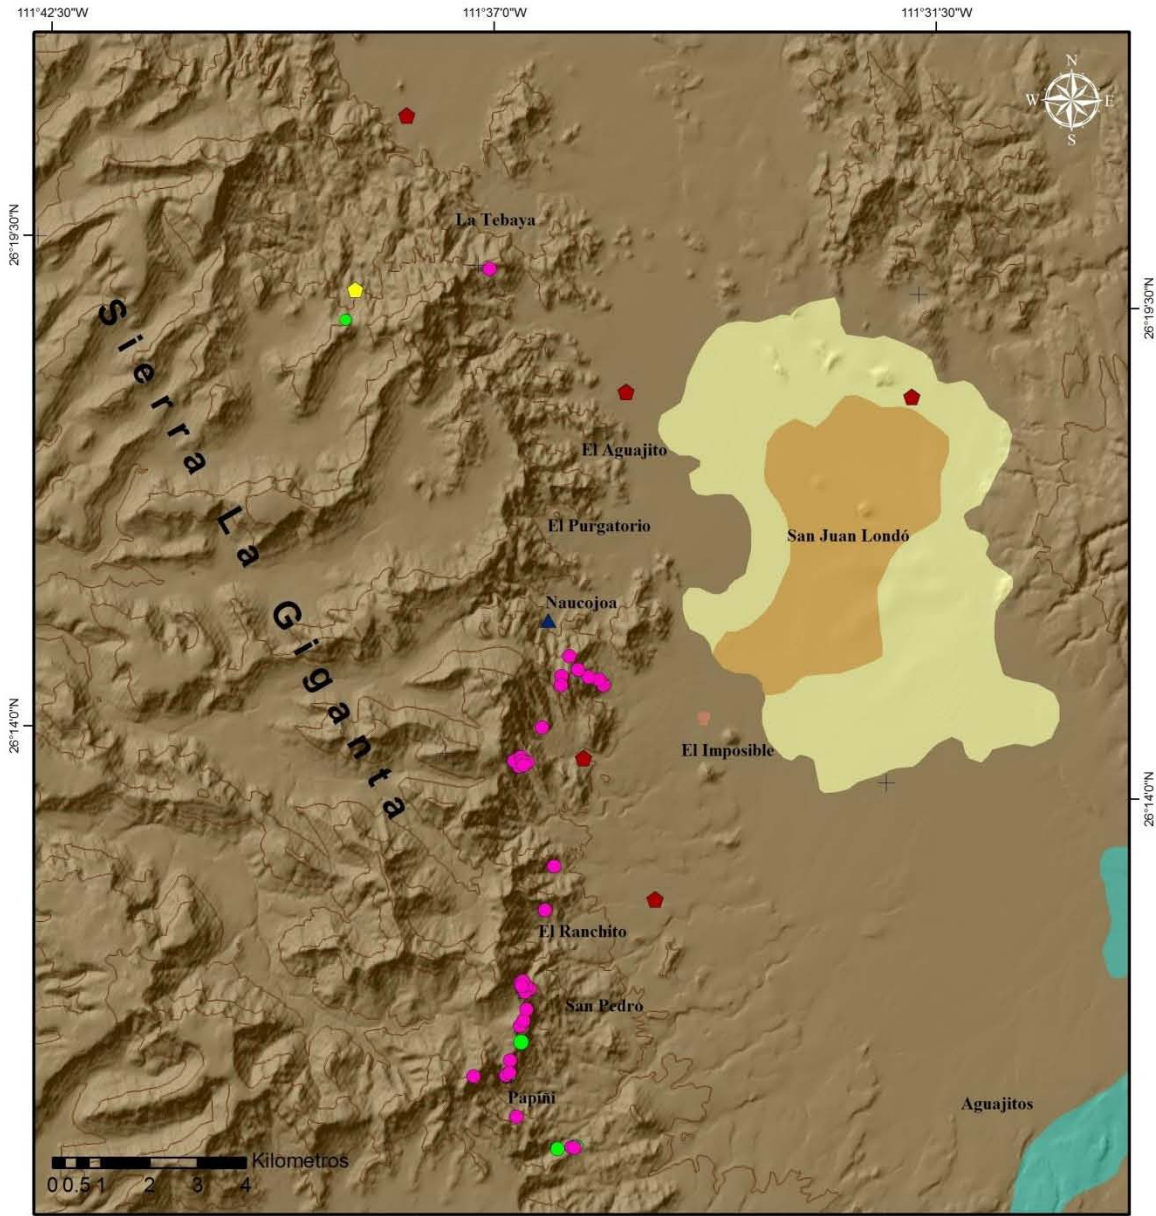 111°42'30"W
111°37'0"W
111°31'30"W
N
W
E
S
La Tebaya
26°19'30"N
26°19'30"N
Sierra La Giganta
El Aguajito
El Purgatorio
San Juan Londó
Naucojoa
26°14'0"N
El Imposible
26°14'0"N
El Ranchito
San Pedro
Papiñi
Aguajitos
Kilometros
0 0.5 1 2 3 4